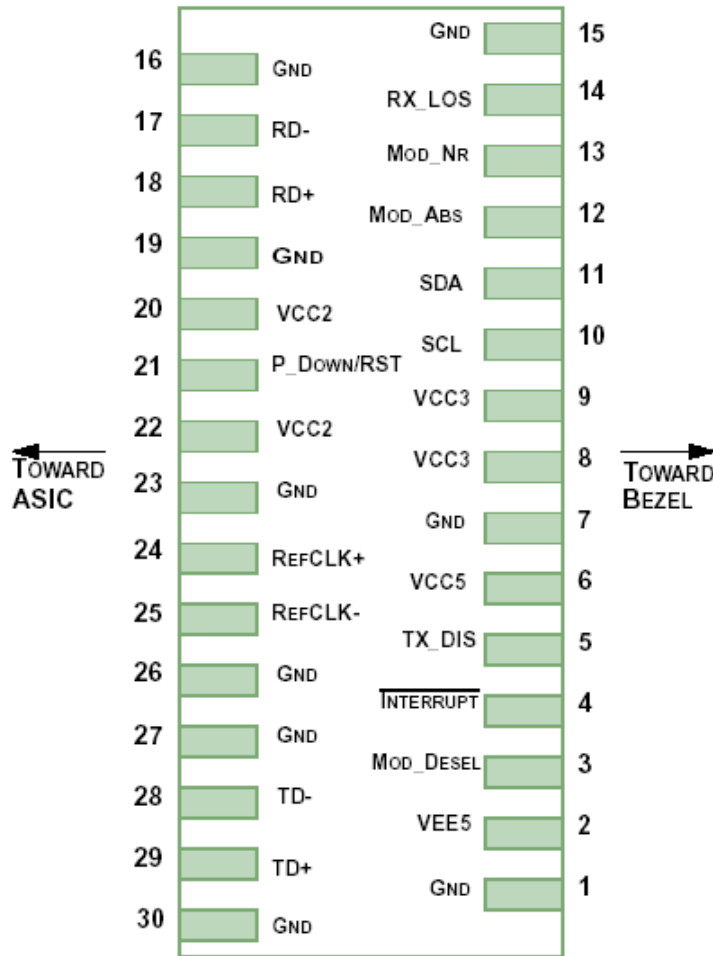 GND 15
16 GND
RX_LOS 14
17 RD-
MOD_NR 13
18 RD+
MOD_ABS 12
19 GND
SDA 11
20 VCC2
SCL 10
21 P_DOWN/RST
VCC3 9
22 VCC2
TOWARD
ASIC
VCC3 8
TOWARD
BEZEL
23 GND
GND 7
24 REFCLK+
VCC5 6
25 REFCLK-
TX_DIS 5
26 GND
INTERRUPT 4
27 GND
MOD_DESEL 3
28 TD-
VEE5 2
29 TD+
GND 1
30 GND